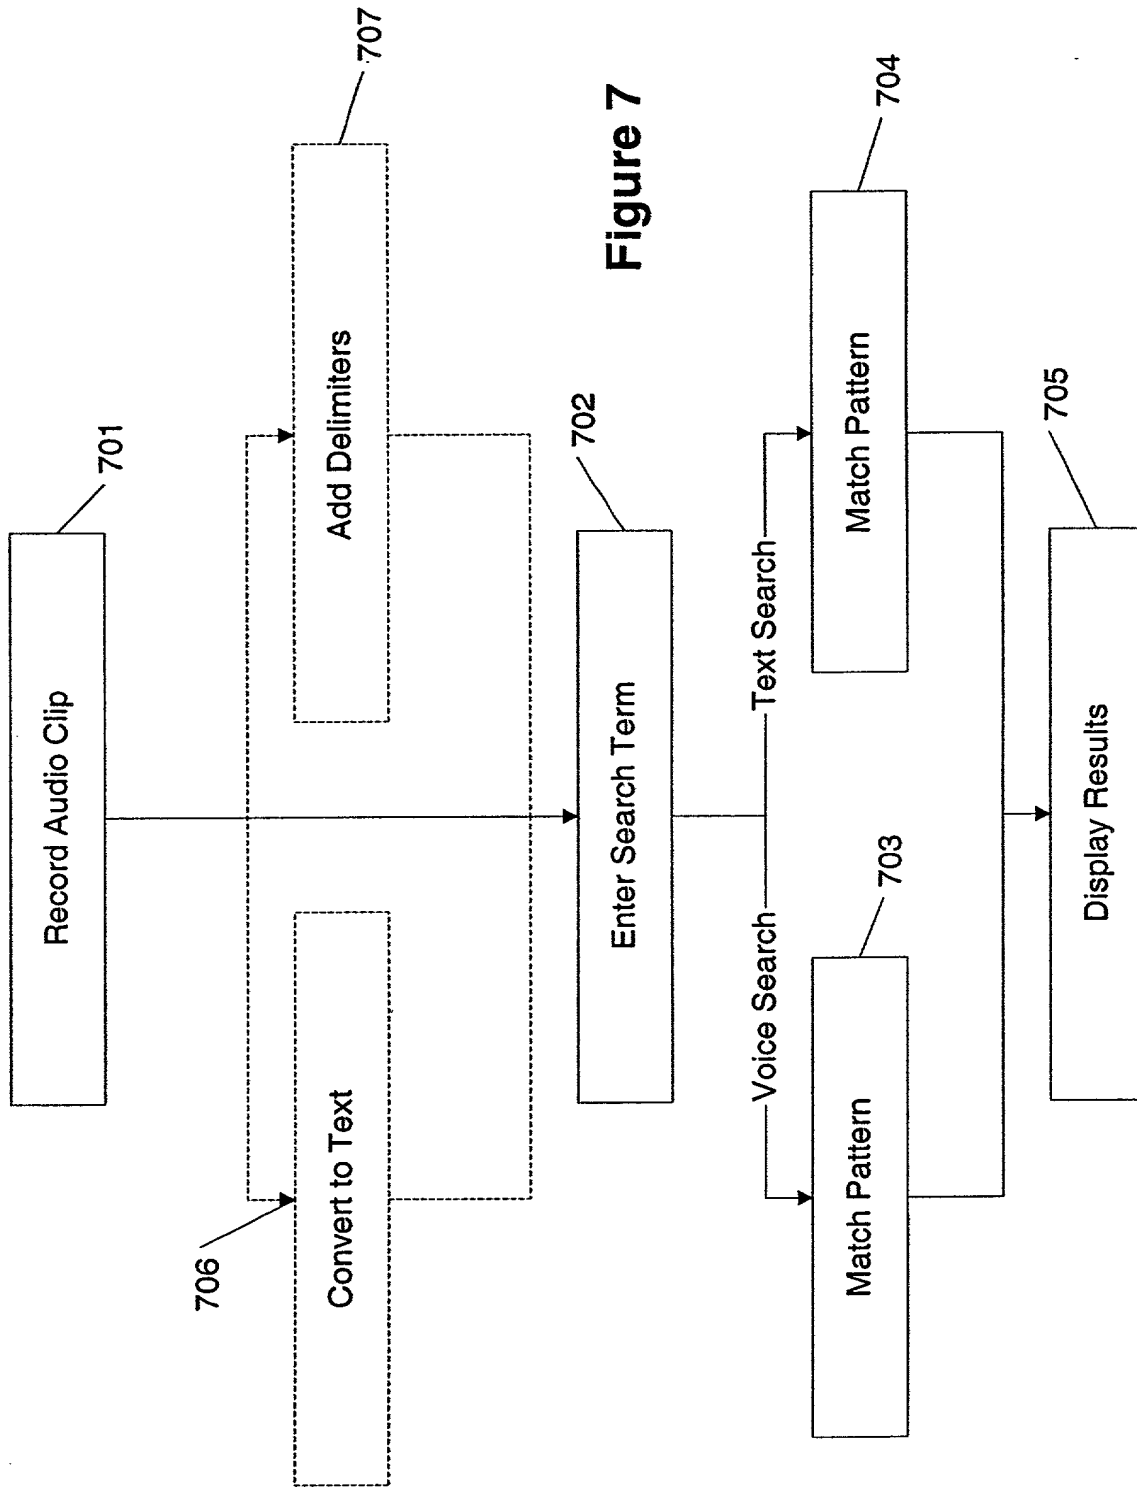 Record Audio Clip
701
Convert to Text
706
Add Delimiters
707
Enter Search Term
702
Figure 7
Voice Search
Text Search
Match Pattern
703
Match Pattern
704
Display Results
705